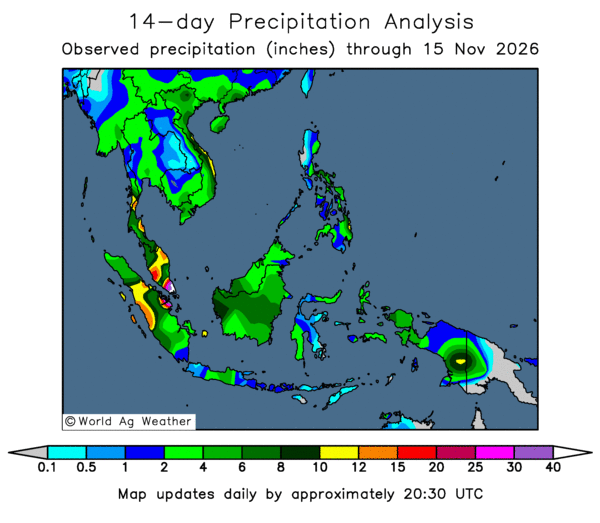 14-day Precipitation Analysis
Observed precipitation (inches) through 15 Nov 2026
©World Ag Weather
0.1 0.5 1 2 4 6 8 10 12 15 20 25 30 40
Map updates daily by approximately 20:30 UTC